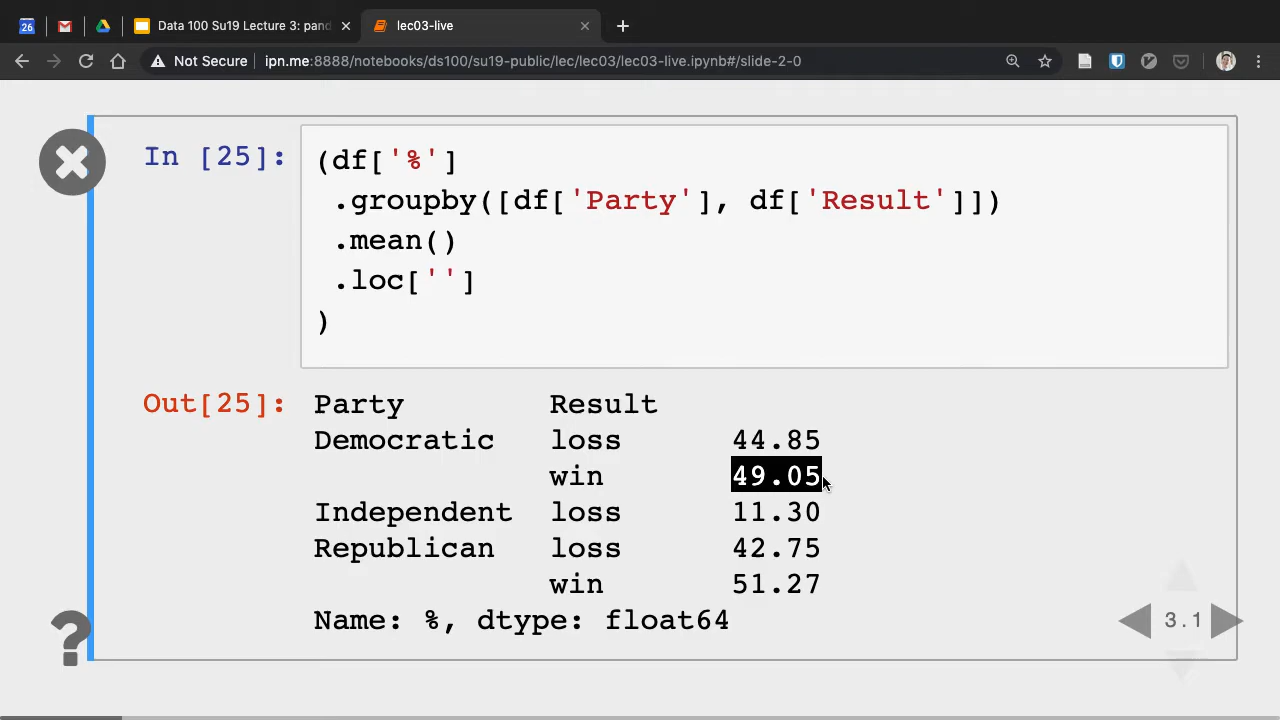 26
Data 100 Su19 Lecture 3: pand
lec03-live
Not Secure
ipn.me:8888/notebooks/ds100/su19-public/lec/lec03/lec03-live.ipynb#/slide-2-0
In [25]:
(df['%']
.groupby([df['Party'], df['Result']])
.mean()
.loc['']
)
Out[25]:
Party Result
Democratic loss 44.85
win 49.05
Independent loss 11.30
Republican loss 42.75
win 51.27
Name: %, dtype: float64
?
3.1